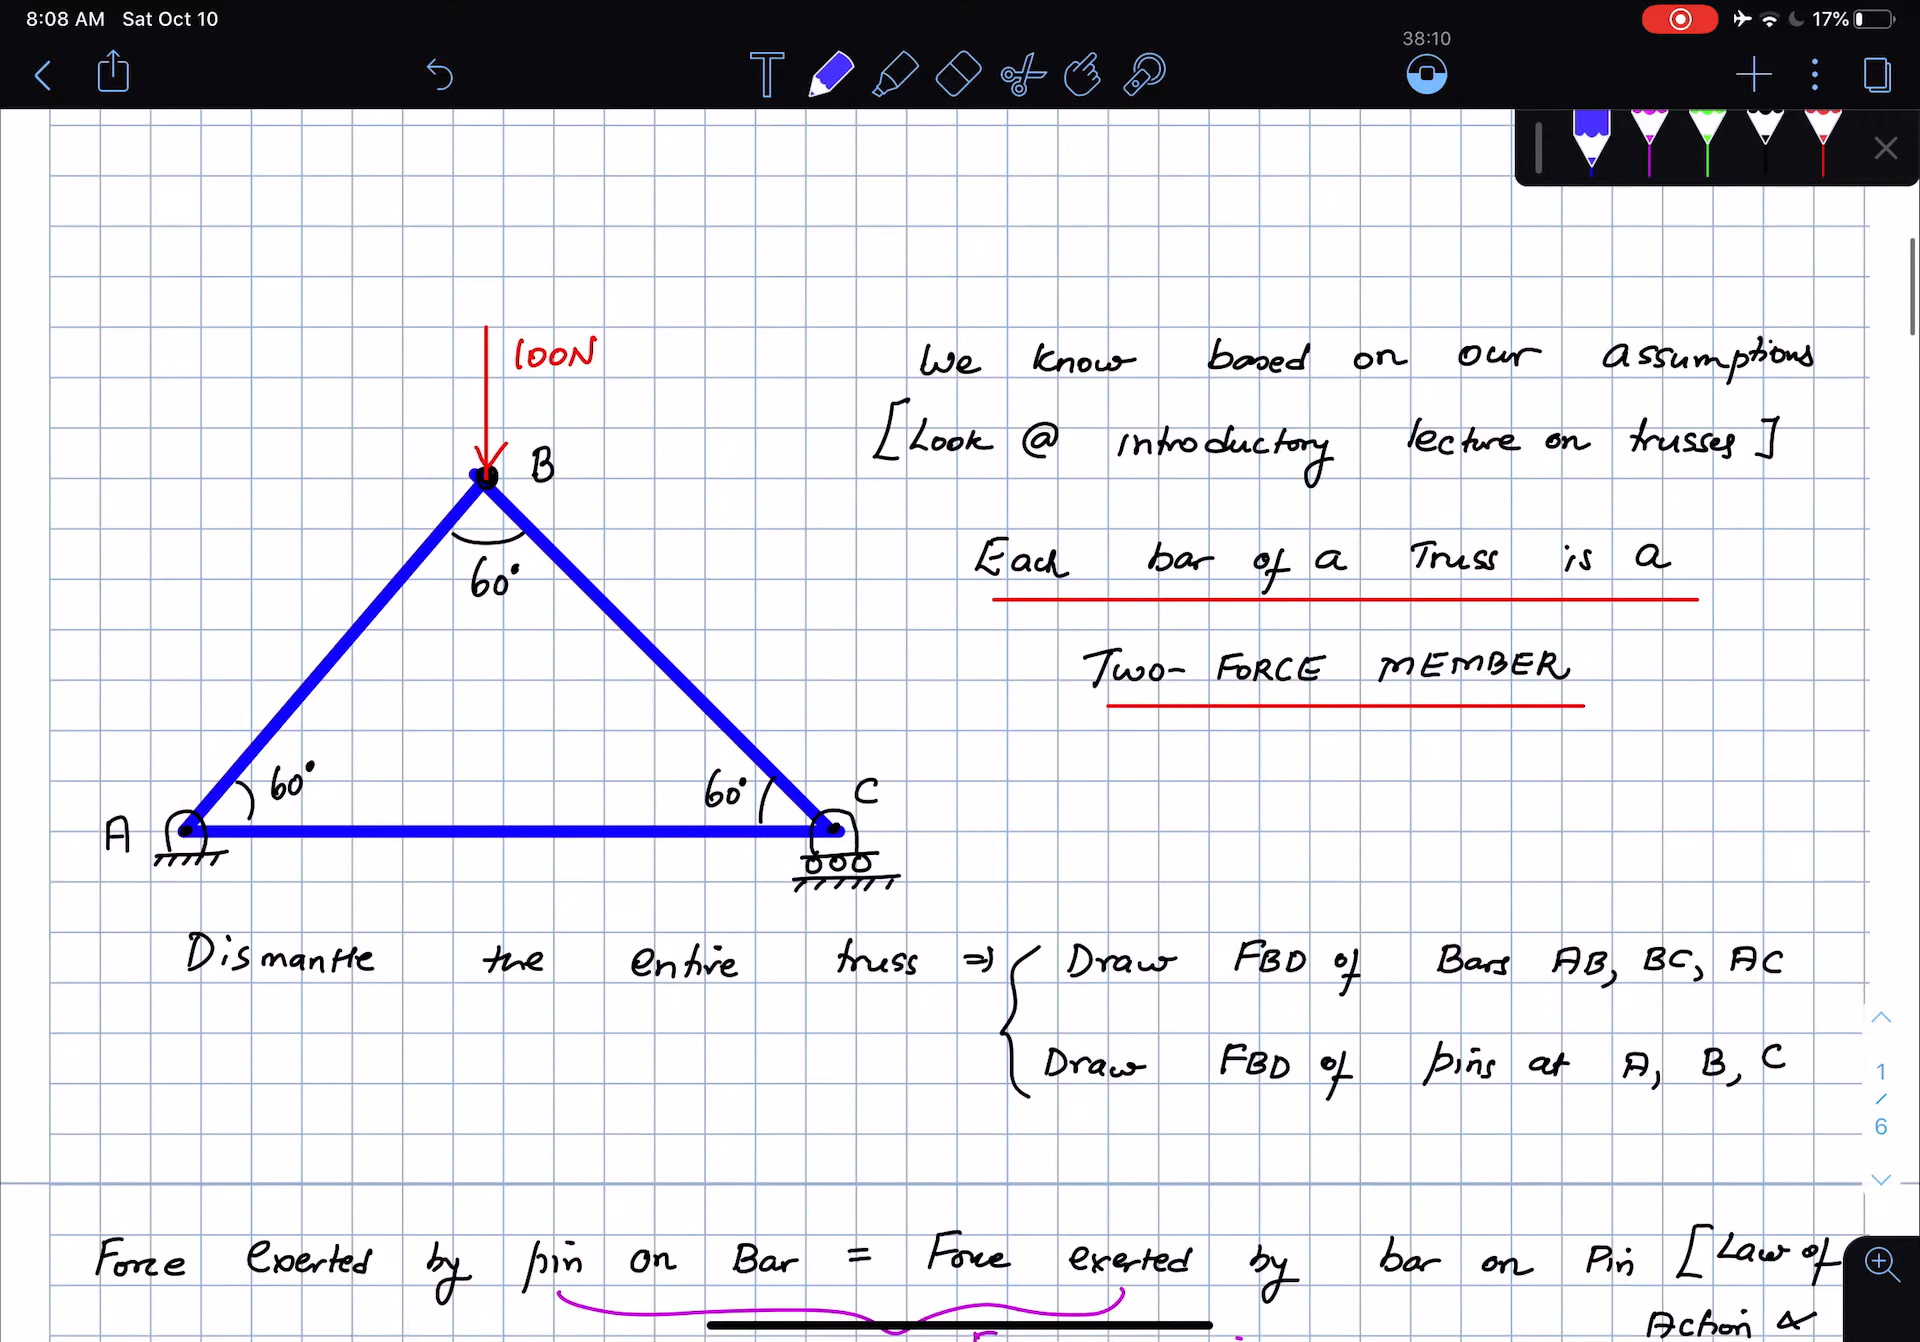 8:08 AM Sat Oct 10
17%
38:10
T
100N
B
60°
60°
60°
C
A
We know based on our assumptions
[Look @ introductory lecture on trusses]
Each bar of a Truss is a
TWO-FORCE MEMBER
Dismantle the entire truss ⇒ { Draw FBD of Bars AB, BC, AC
Draw FBD of pins at A, B, C
1
/
6
Force exerted by pin on Bar = Force exerted by bar on Pin [Law of
Action &